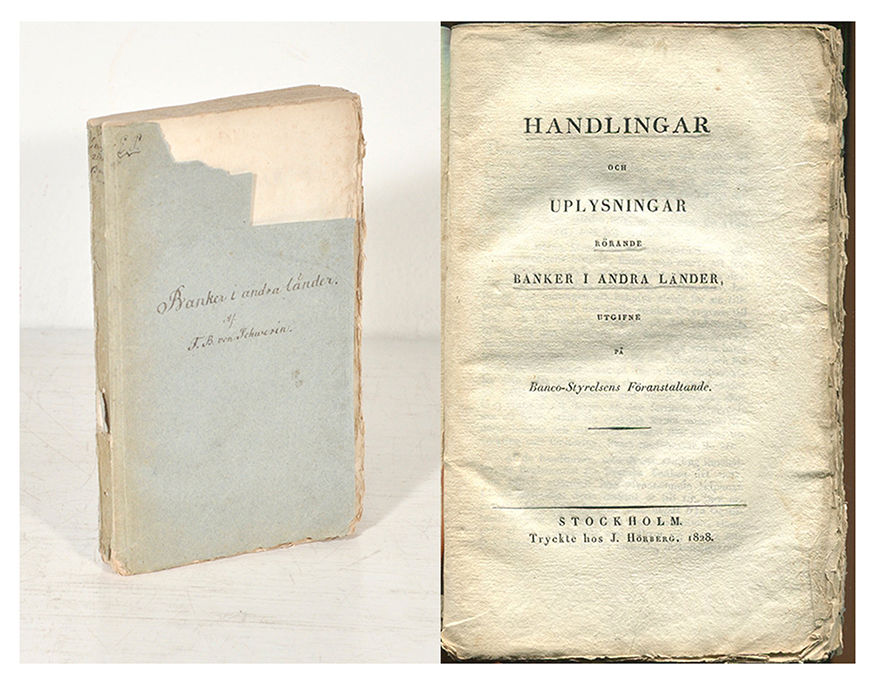 Banker i andra länder.
Af
F. B. von Schwerin.
HANDLINGAR
OCH
UPLYSNINGAR
RÖRANDE
BANKER I ANDRA LÄNDER,
UTGIFNE
PÅ
Banco-Styrelsens Föranstaltande.
STOCKHOLM.
Tryckte hos J. Hörberg, 1828.